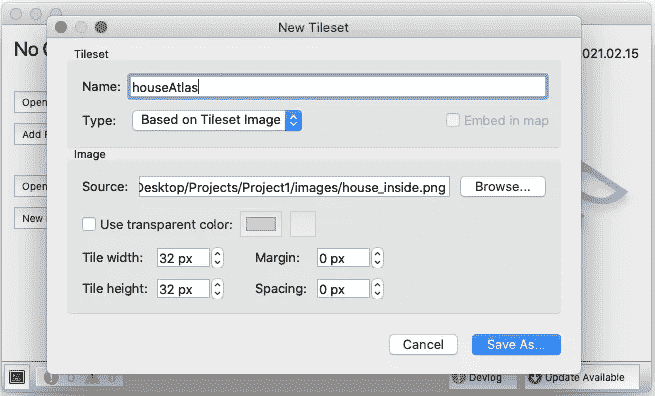 New Tileset
No
021.02.15
Tileset
Name: houseAtlas
Open
Type: Based on Tileset Image Embed in map
Add F
Image
Open
Source: Desktop/Projects/Project1/images/house_inside.png Browse...
New
Use transparent color:
Tile width: 32 px Margin: 0 px
Tile height: 32 px Spacing: 0 px
Cancel Save As...
Devlog Update Available